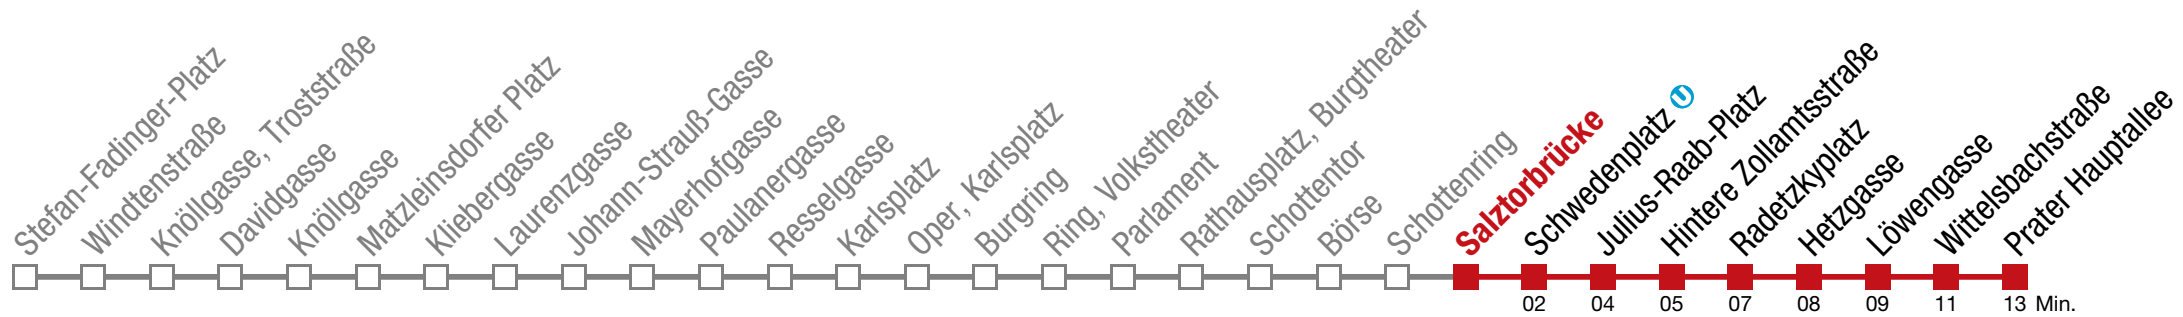 Stefan-Fadinger-Platz
Windtenstraße
Knöllgasse, Troststraße
Davidgasse
Knöllgasse
Matzleinsdorfer Platz
Kliebergasse
Laurenzgasse
Johann-Strauß-Gasse
Mayerhofgasse
Paulanergasse
Resselgasse
Karlsplatz
Oper, Karlsplatz
Burgring
Ring, Volkstheater
Parlament
Rathausplatz, Burgtheater
Schottentor
Börse
Schottenring
Salztorbrücke
Schwedenplatz U
Julius-Raab-Platz
Hintere Zollamtsstraße
Radetzkyplatz
Hetzgasse
Löwengasse
Wittelsbachstraße
Prater Hauptallee
02 04 05 07 08 09 11 13 Min.